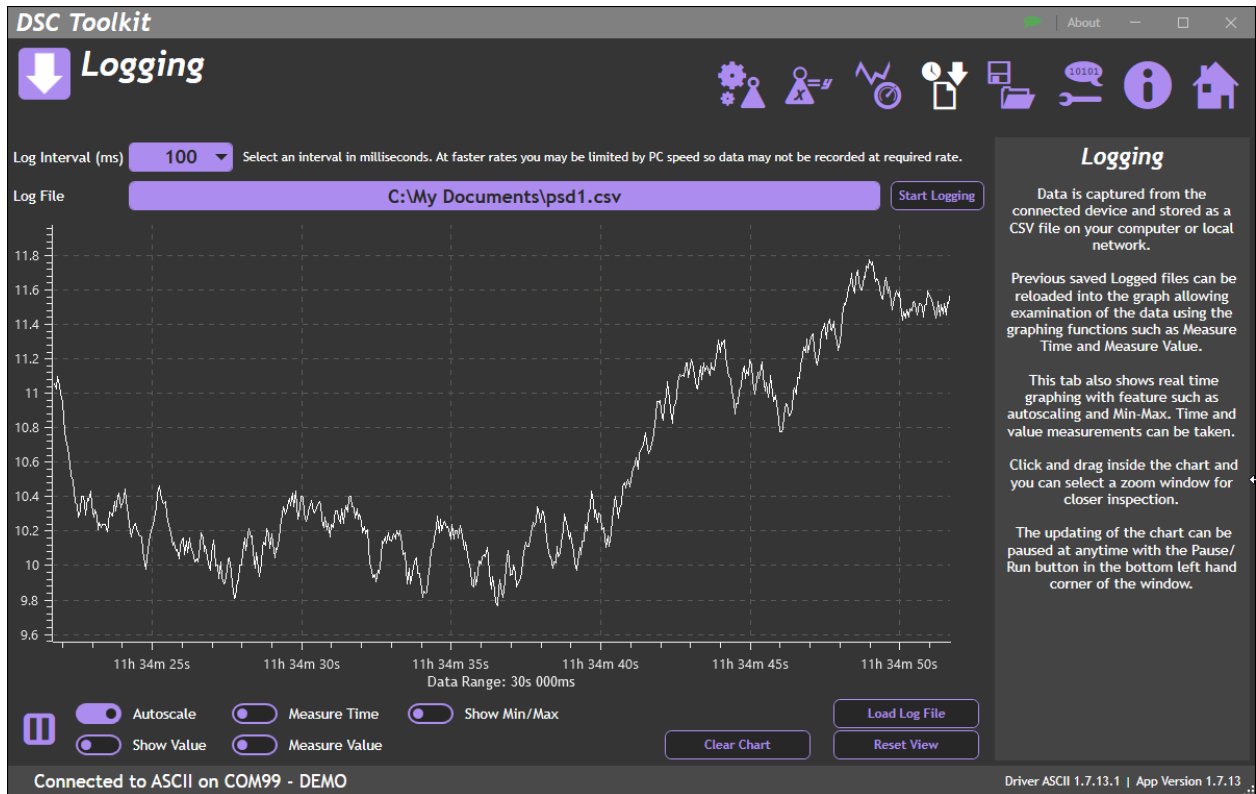 DSC Toolkit
About
Logging
x
=y
10101
Log Interval (ms)
100
Select an interval in milliseconds. At faster rates you may be limited by PC speed so data may not be recorded at required rate.
Log File
C:\My Documents\psd1.csv
Start Logging
11.8
11.6
11.4
11.2
11
10.8
10.6
10.4
10.2
10
9.8
9.6
11h 34m 25s
11h 34m 30s
11h 34m 35s
11h 34m 40s
11h 34m 45s
11h 34m 50s
Data Range: 30s 000ms
Autoscale
Measure Time
Show Min/Max
Show Value
Measure Value
Load Log File
Clear Chart
Reset View
Logging
Data is captured from the
connected device and stored as a
CSV file on your computer or local
network.
Previous saved Logged files can be
reloaded into the graph allowing
examination of the data using the
graphing functions such as Measure
Time and Measure Value.
This tab also shows real time
graphing with feature such as
autoscaling and Min-Max. Time and
value measurements can be taken.
Click and drag inside the chart and
you can select a zoom window for
closer inspection.
The updating of the chart can be
paused at anytime with the Pause/
Run button in the bottom left hand
corner of the window.
Connected to ASCII on COM99 - DEMO
Driver ASCII 1.7.13.1 | App Version 1.7.13